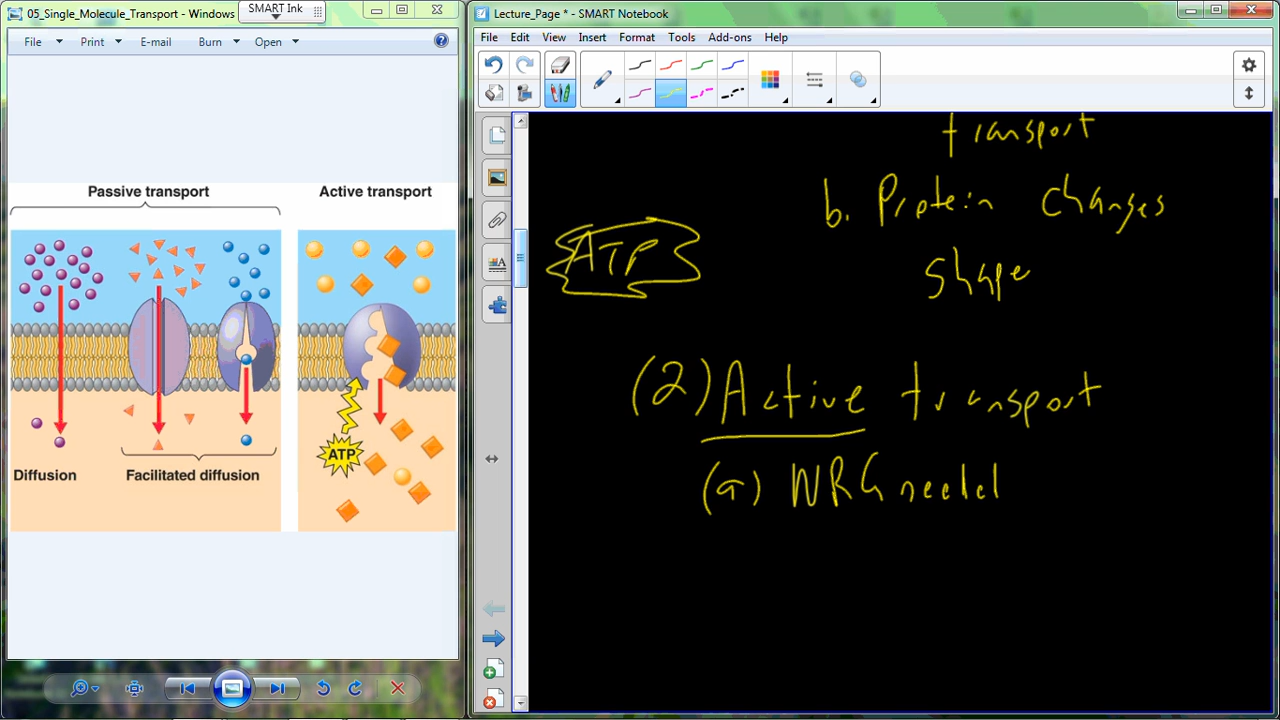 05_Single_Molecule_Transport - Windows
SMART Ink
File Print E-mail Burn Open
Passive transport
Active transport
ATP
Diffusion
Facilitated diffusion
Lecture_Page * - SMART Notebook
File Edit View Insert Format Tools Add-ons Help
transport
b. Protein changes
shape
ATP
(2) Active transport
(a) NRG needed